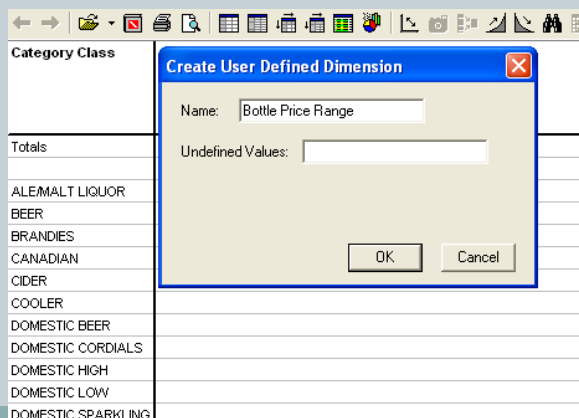 Category Class
Create User Defined Dimension
Name: Bottle Price Range
Undefined Values:
OK Cancel
Totals
ALE/MALT LIQUOR
BEER
BRANDIES
CANADIAN
CIDER
COOLER
DOMESTIC BEER
DOMESTIC CORDIALS
DOMESTIC HIGH
DOMESTIC LOW
DOMESTIC SPARKLING